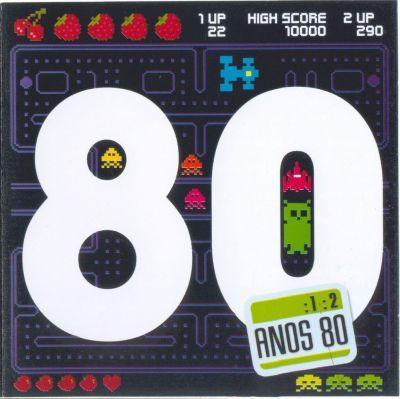 1 UP HIGH SCORE 2 UP
22 10000 290
80
:1 :2
ANOS 80